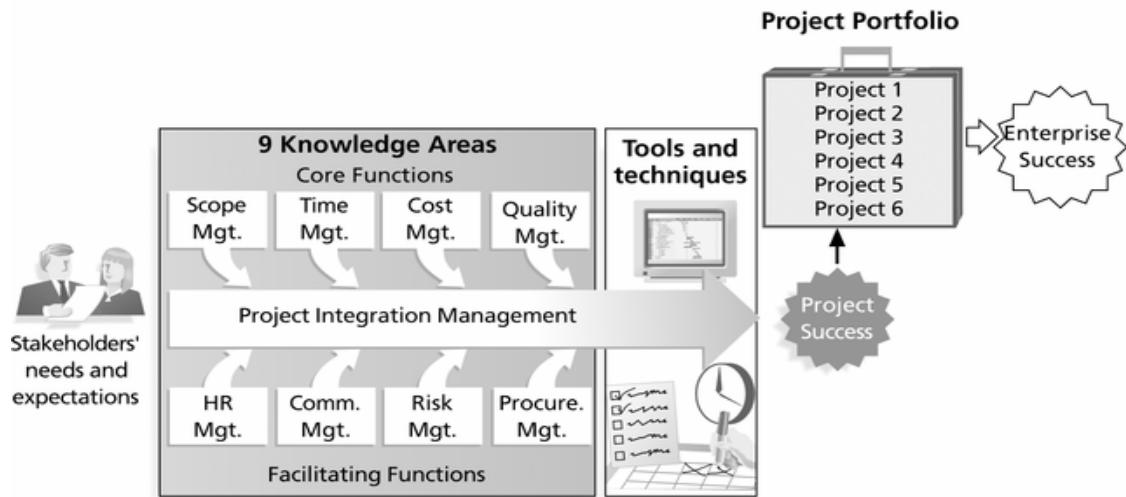 Project Portfolio
Project 1
Project 2
Project 3
Project 4
Project 5
Project 6
Enterprise
Success
9 Knowledge Areas
Core Functions
Scope
Mgt.
Time
Mgt.
Cost
Mgt.
Quality
Mgt.
Tools and
techniques
Project Integration Management
Project
Success
Stakeholders'
needs and
expectations
HR
Mgt.
Comm.
Mgt.
Risk
Mgt.
Procure.
Mgt.
Facilitating Functions